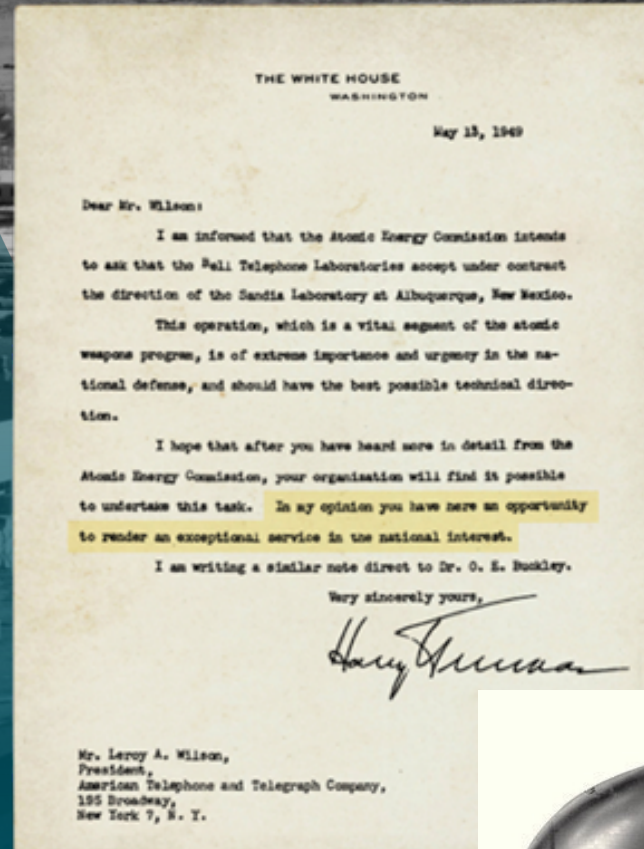 THE WHITE HOUSE
WASHINGTON
May 13, 1949
Dear Mr. Wilson:
I am informed that the Atomic Energy Commission intends
to ask that the Bell Telephone Laboratories accept under contract
the direction of the Sandia Laboratory at Albuquerque, New Mexico.
This operation, which is a vital segment of the atomic
weapons program, is of extreme importance and urgency in the na-
tional defense, and should have the best possible technical direc-
tion.
I hope that after you have heard more in detail from the
Atomic Energy Commission, your organization will find it possible
to undertake this task. In my opinion you have here an opportunity
to render an exceptional service in the national interest.
I am writing a similar note direct to Dr. O. E. Buckley.
Very sincerely yours,
Harry Truman
Mr. Leroy A. Wilson,
President,
American Telephone and Telegraph Company,
195 Broadway,
New York 7, N. Y.